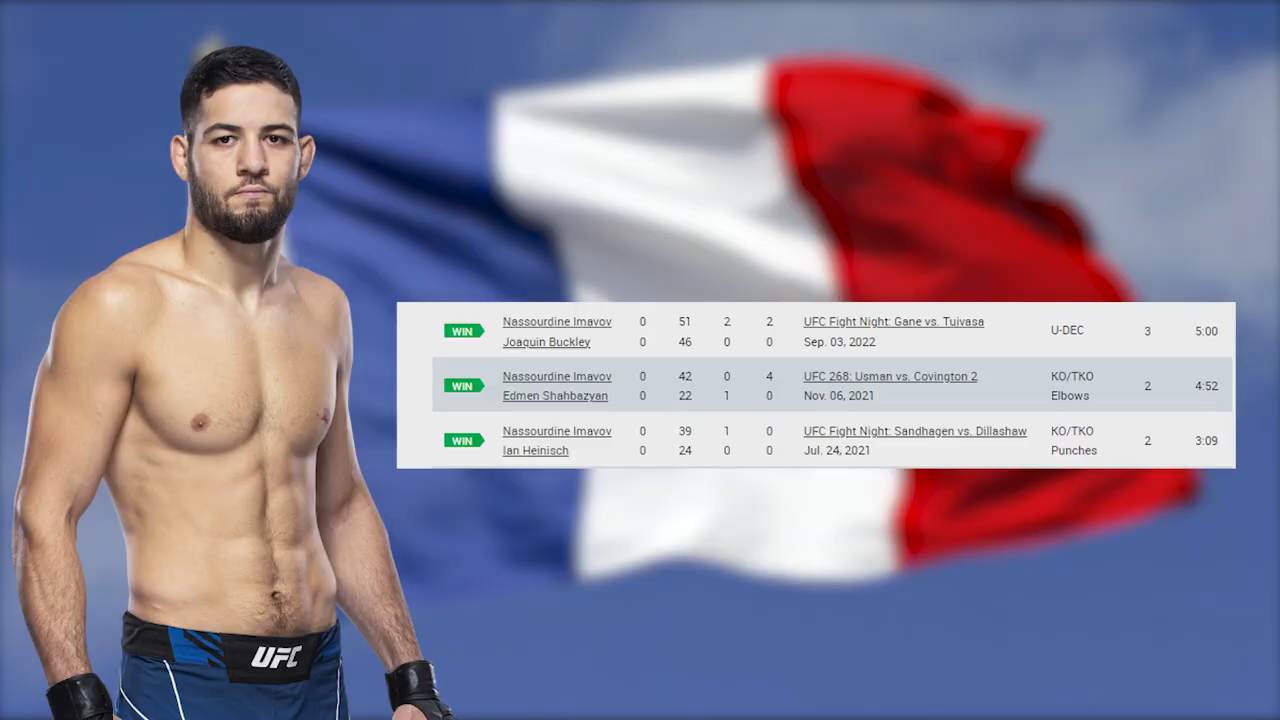 WIN Nassourdine Imavov 0 51 2 2 UFC Fight Night: Gane vs. Tuivasa U-DEC 3 5:00
Joaquin Buckley 0 46 0 0 Sep. 03, 2022
WIN Nassourdine Imavov 0 42 0 4 UFC 268: Usman vs. Covington 2 KO/TKO 2 4:52
Edmen Shahbazyan 0 22 1 0 Nov. 06, 2021 Elbows
WIN Nassourdine Imavov 0 39 1 0 UFC Fight Night: Sandhagen vs. Dillashaw KO/TKO 2 3:09
Ian Heinisch 0 24 0 0 Jul. 24, 2021 Punches
UFC